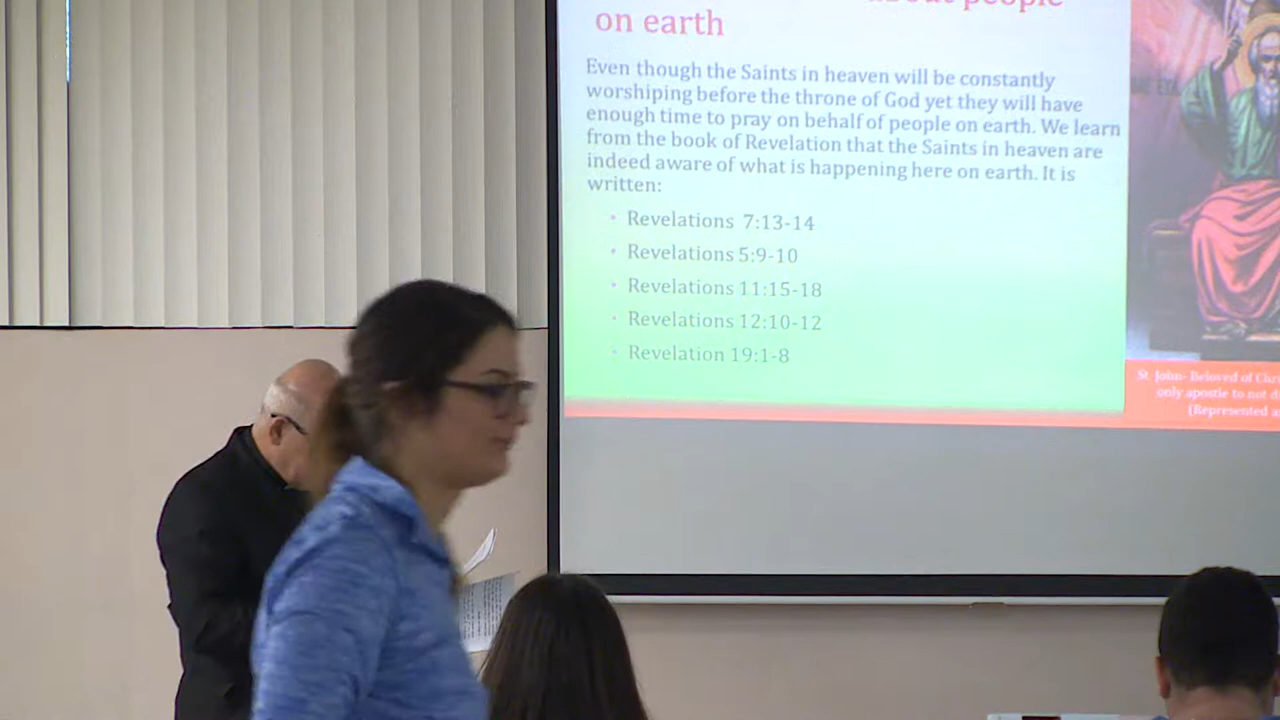 about people
on earth
Even though the Saints in heaven will be constantly
worshiping before the throne of God yet they will have
enough time to pray on behalf of people on earth. We learn
from the book of Revelation that the Saints in heaven are
indeed aware of what is happening here on earth. It is
written:
• Revelations 7:13-14
• Revelations 5:9-10
• Revelations 11:15-18
• Revelations 12:10-12
• Revelation 19:1-8
St. John- Beloved of
only apostle to not
(Represented